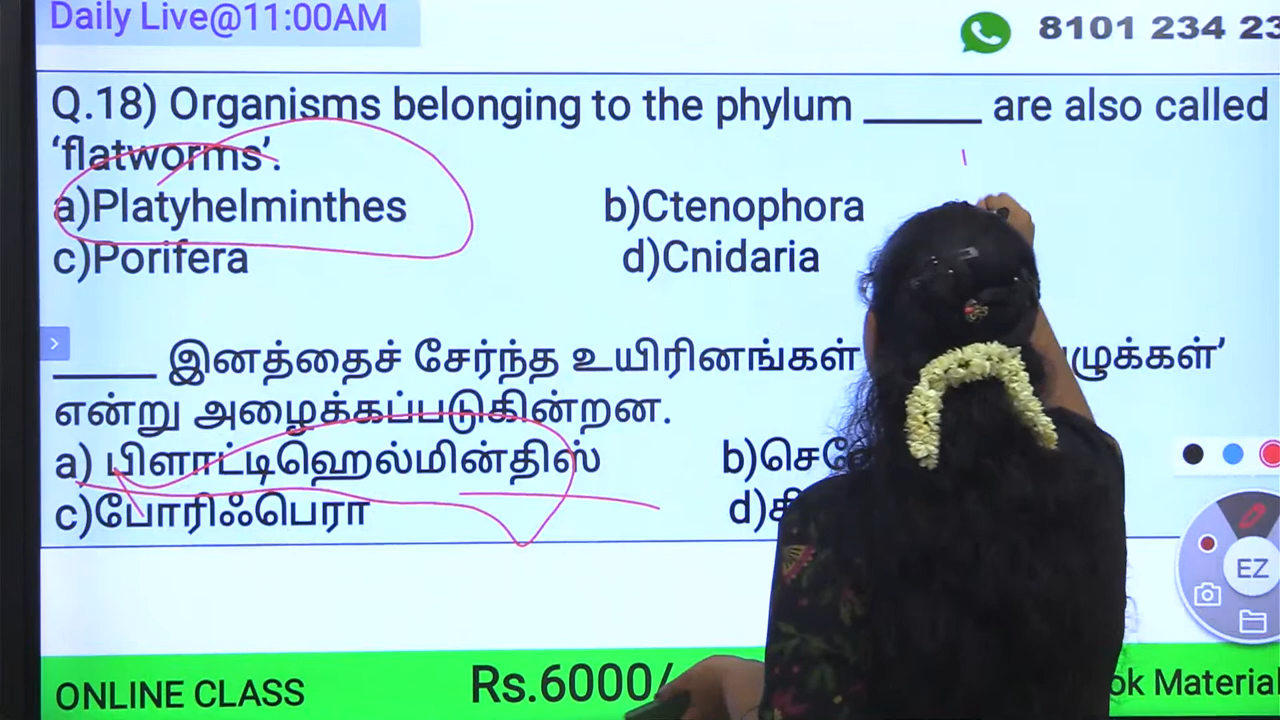 Daily Live@11:00AM
8101 234 23
Q.18) Organisms belonging to the phylum ______ are also called
‘flatworms’.
a)Platyhelminthes b)Ctenophora
c)Porifera d)Cnidaria
______ இனத்தைச் சேர்ந்த உயிரினங்கள்
என்று அழைக்கப்படுகின்றன.
a) பிளாட்டிஹெல்மின்திஸ் b)
c)போரிஃபெரா d)
EZ
ONLINE CLASS Rs.6000/ Material